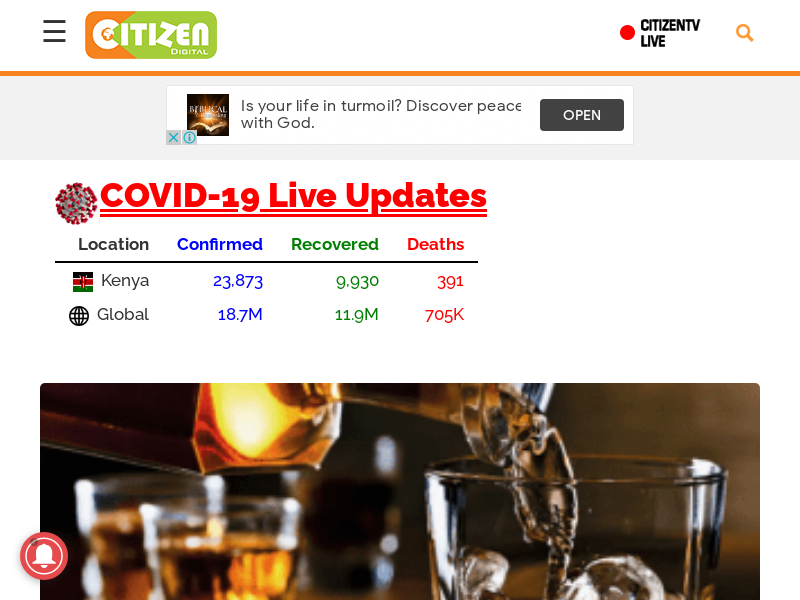 CITIZEN
DIGITAL
CITIZENTV
LIVE
BIBLICAL
Is your life in turmoil? Discover peace
with God.
OPEN
COVID-19 Live Updates
Location Confirmed Recovered Deaths
Kenya 23,873 9,930 391
Global 18.7M 11.9M 705K